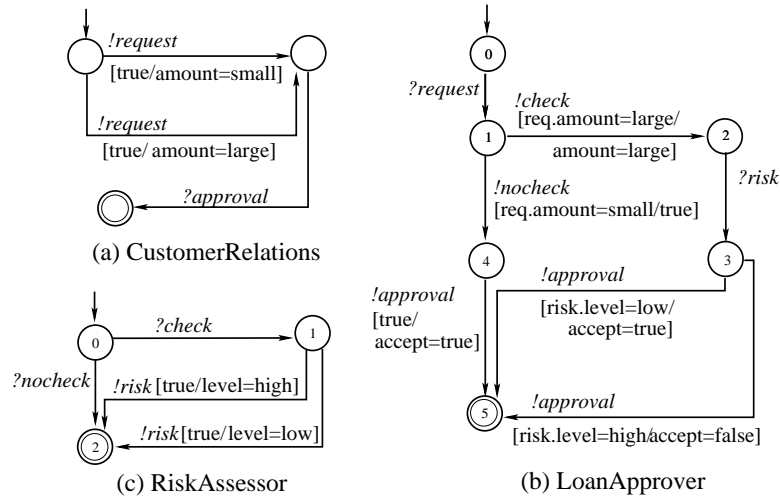 !request
[true/amount=small]
!request
[true/ amount=large]
?approval
(a) CustomerRelations
0
?request
!check
[req.amount=large/
amount=large]
1
2
?risk
!nocheck
[req.amount=small/true]
4
3
!approval
[true/
accept=true]
!approval
[risk.level=low/
accept=true]
5
!approval
[risk.level=high/accept=false]
(b) LoanApprover
0
?check
1
?nocheck
!risk [true/level=high]
!risk [true/level=low]
2
(c) RiskAssessor